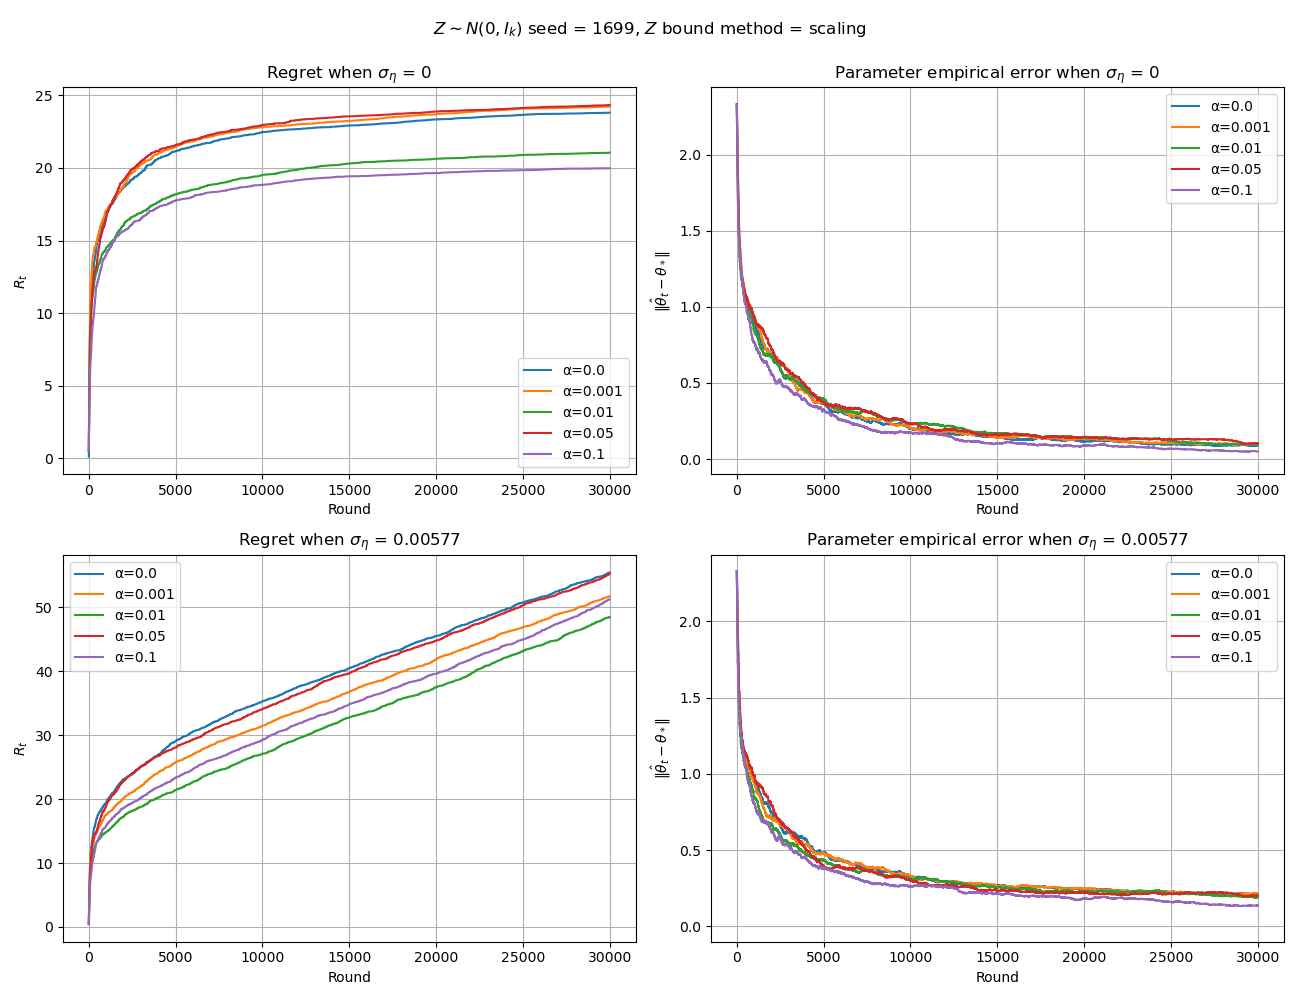 Z ∼ N(0, I_k) seed = 1699, Z bound method = scaling
Regret when σ_η = 0
25
20
15
10
5
0
R_t
0 5000 10000 15000 20000 25000 30000
Round
α=0.0
α=0.001
α=0.01
α=0.05
α=0.1
Parameter empirical error when σ_η = 0
2.0
1.5
1.0
0.5
0.0
‖θ̂_t − θ_*‖
0 5000 10000 15000 20000 25000 30000
Round
α=0.0
α=0.001
α=0.01
α=0.05
α=0.1
Regret when σ_η = 0.00577
50
40
30
20
10
0
R_t
0 5000 10000 15000 20000 25000 30000
Round
α=0.0
α=0.001
α=0.01
α=0.05
α=0.1
Parameter empirical error when σ_η = 0.00577
2.0
1.5
1.0
0.5
0.0
‖θ̂_t − θ_*‖
0 5000 10000 15000 20000 25000 30000
Round
α=0.0
α=0.001
α=0.01
α=0.05
α=0.1